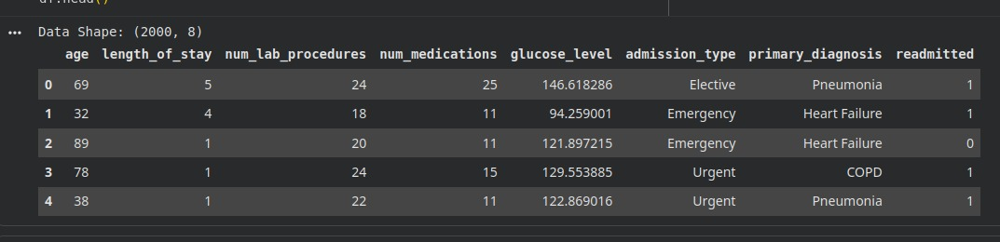 df.head()
Data Shape: (2000, 8)
age length_of_stay num_lab_procedures num_medications glucose_level admission_type primary_diagnosis readmitted
0 69 5 24 25 146.618286 Elective Pneumonia 1
1 32 4 18 11 94.259001 Emergency Heart Failure 1
2 89 1 20 11 121.897215 Emergency Heart Failure 0
3 78 1 24 15 129.553885 Urgent COPD 1
4 38 1 22 11 122.869016 Urgent Pneumonia 1